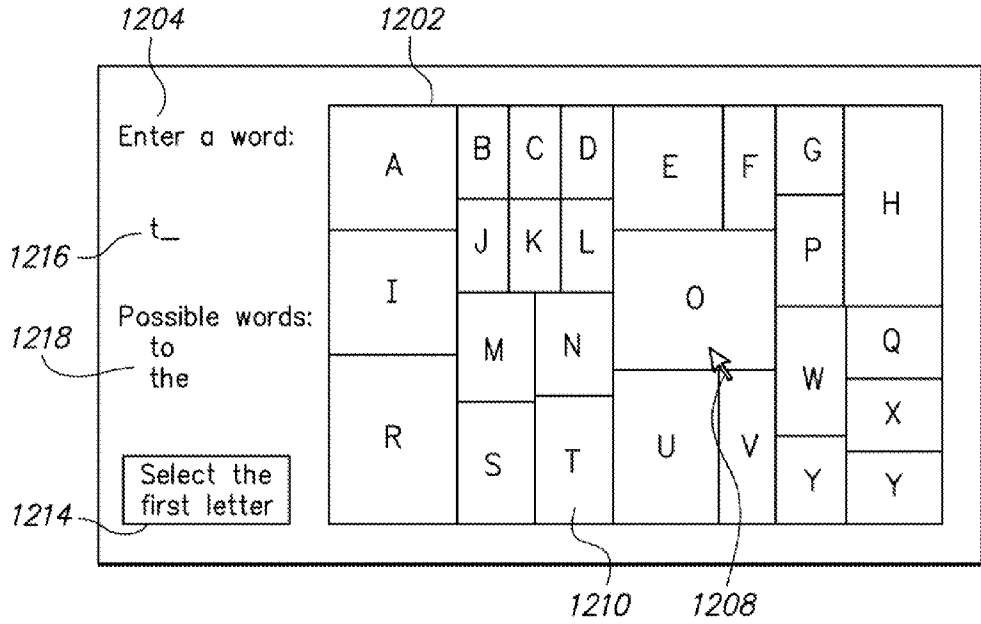 1204
1202
Enter a word:
A
B
C
D
E
F
G
H
t_
1216
J
K
L
P
I
O
Possible words:
1218
to
the
M
N
W
Q
X
R
S
T
U
V
Y
Y
Select the
first letter
1214
1210
1208